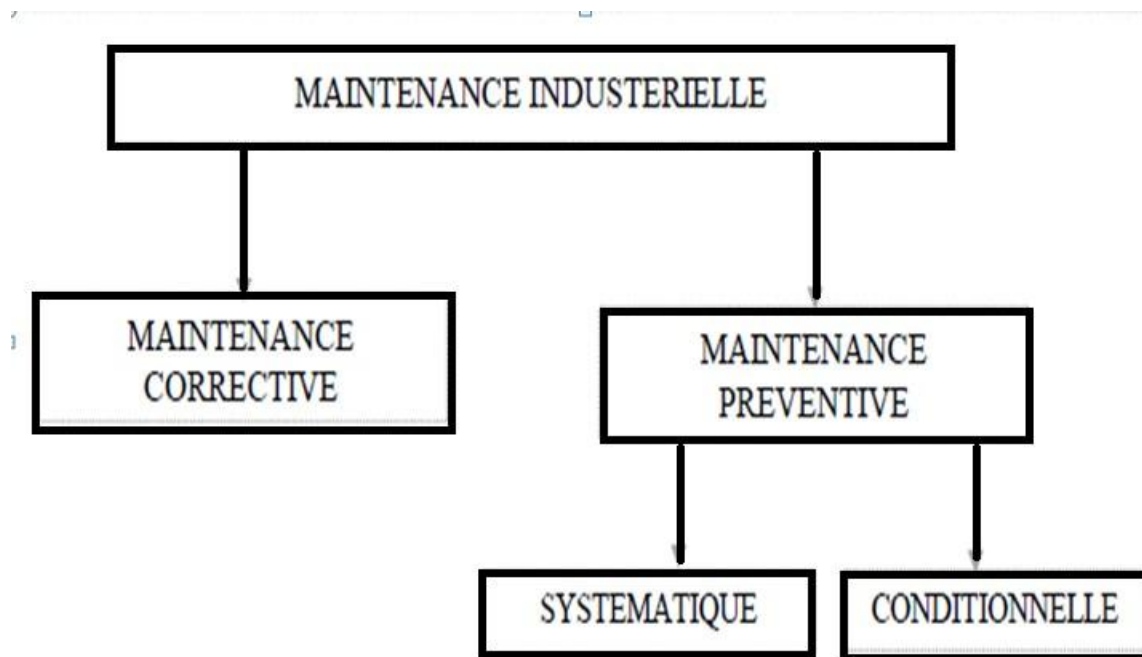 MAINTENANCE INDUSTERIELLE
MAINTENANCE
CORRECTIVE
MAINTENANCE
PREVENTIVE
SYSTEMATIQUE
CONDITIONNELLE